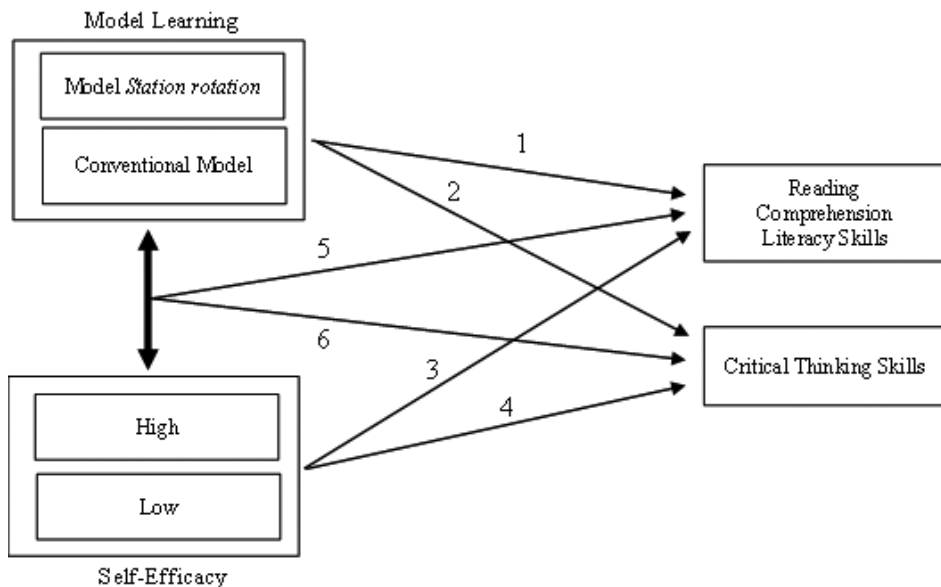 Model Learning
Model Station rotation
Conventional Model
1
2
Reading
Comprehension
Literacy Skills
5
6
3
Critical Thinking Skills
4
High
Low
Self-Efficacy